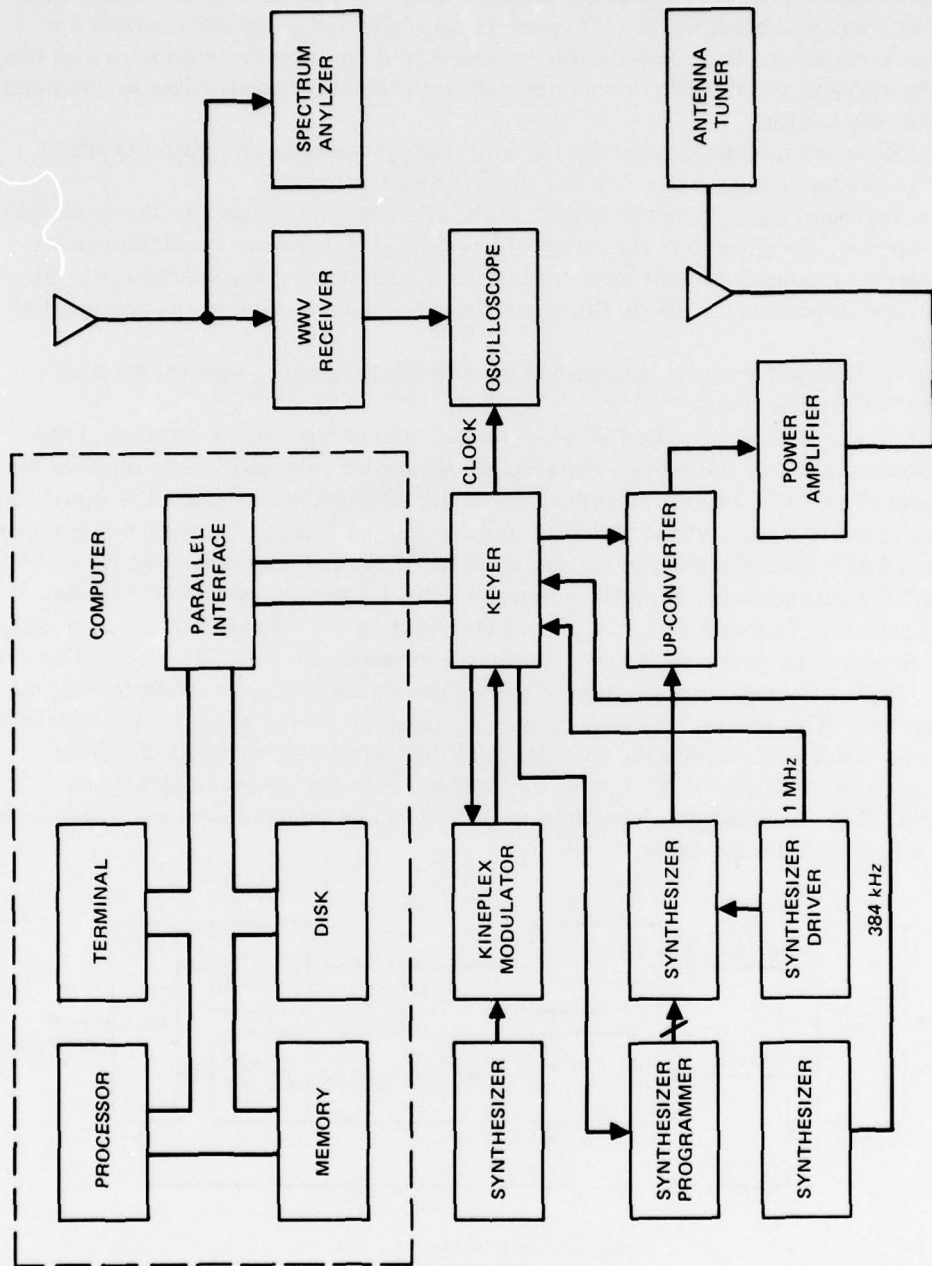 COMPUTER
PROCESSOR
TERMINAL
PARALLEL
INTERFACE
MEMORY
DISK
SPECTRUM
ANYLZER
WWV
RECEIVER
SYNTHESIZER
KINEPLEX
MODULATOR
KEYER
CLOCK
OSCILLOSCOPE
SYNTHESIZER
PROGRAMMER
SYNTHESIZER
UP-CONVERTER
ANTENNA
TUNER
SYNTHESIZER
SYNTHESIZER
DRIVER
1 MHz
POWER
AMPLIFIER
384 kHz